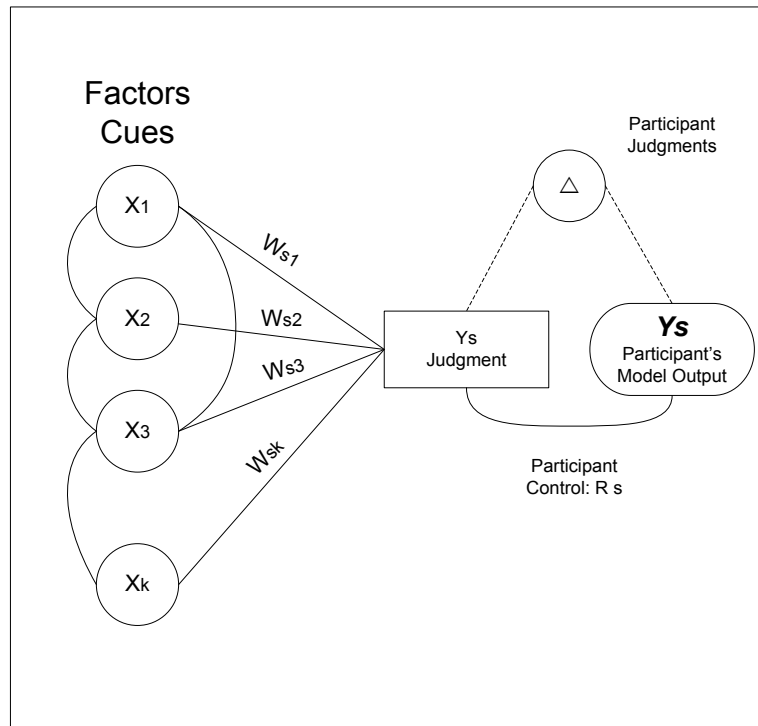 Factors
Cues
X1
X2
X3
Xk
Ws1
Ws2
Ws3
Wsk
Ys
Judgment
Participant
Judgments
△
Ys
Participant's
Model Output
Participant
Control: R s